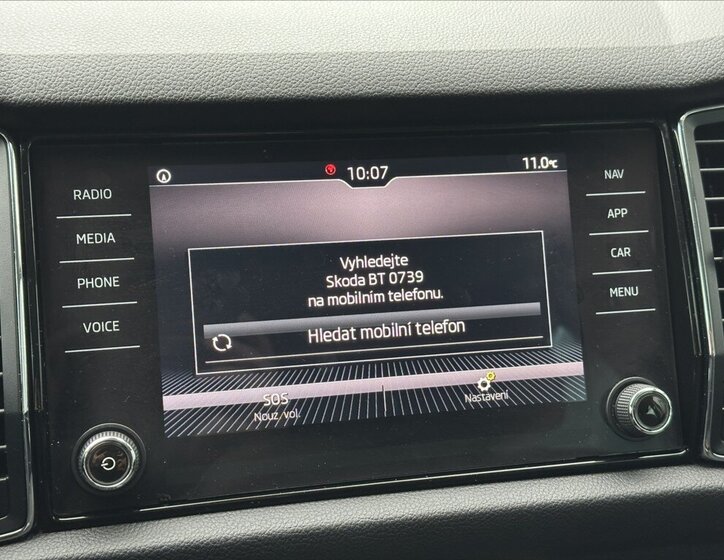 10:07
11.0°C
RADIO
MEDIA
PHONE
VOICE
Vyhledejte
Skoda BT 0739
na mobilním telefonu.
Hledat mobilní telefon
SOS
Nouz. vol.
Nastavení
NAV
APP
CAR
MENU